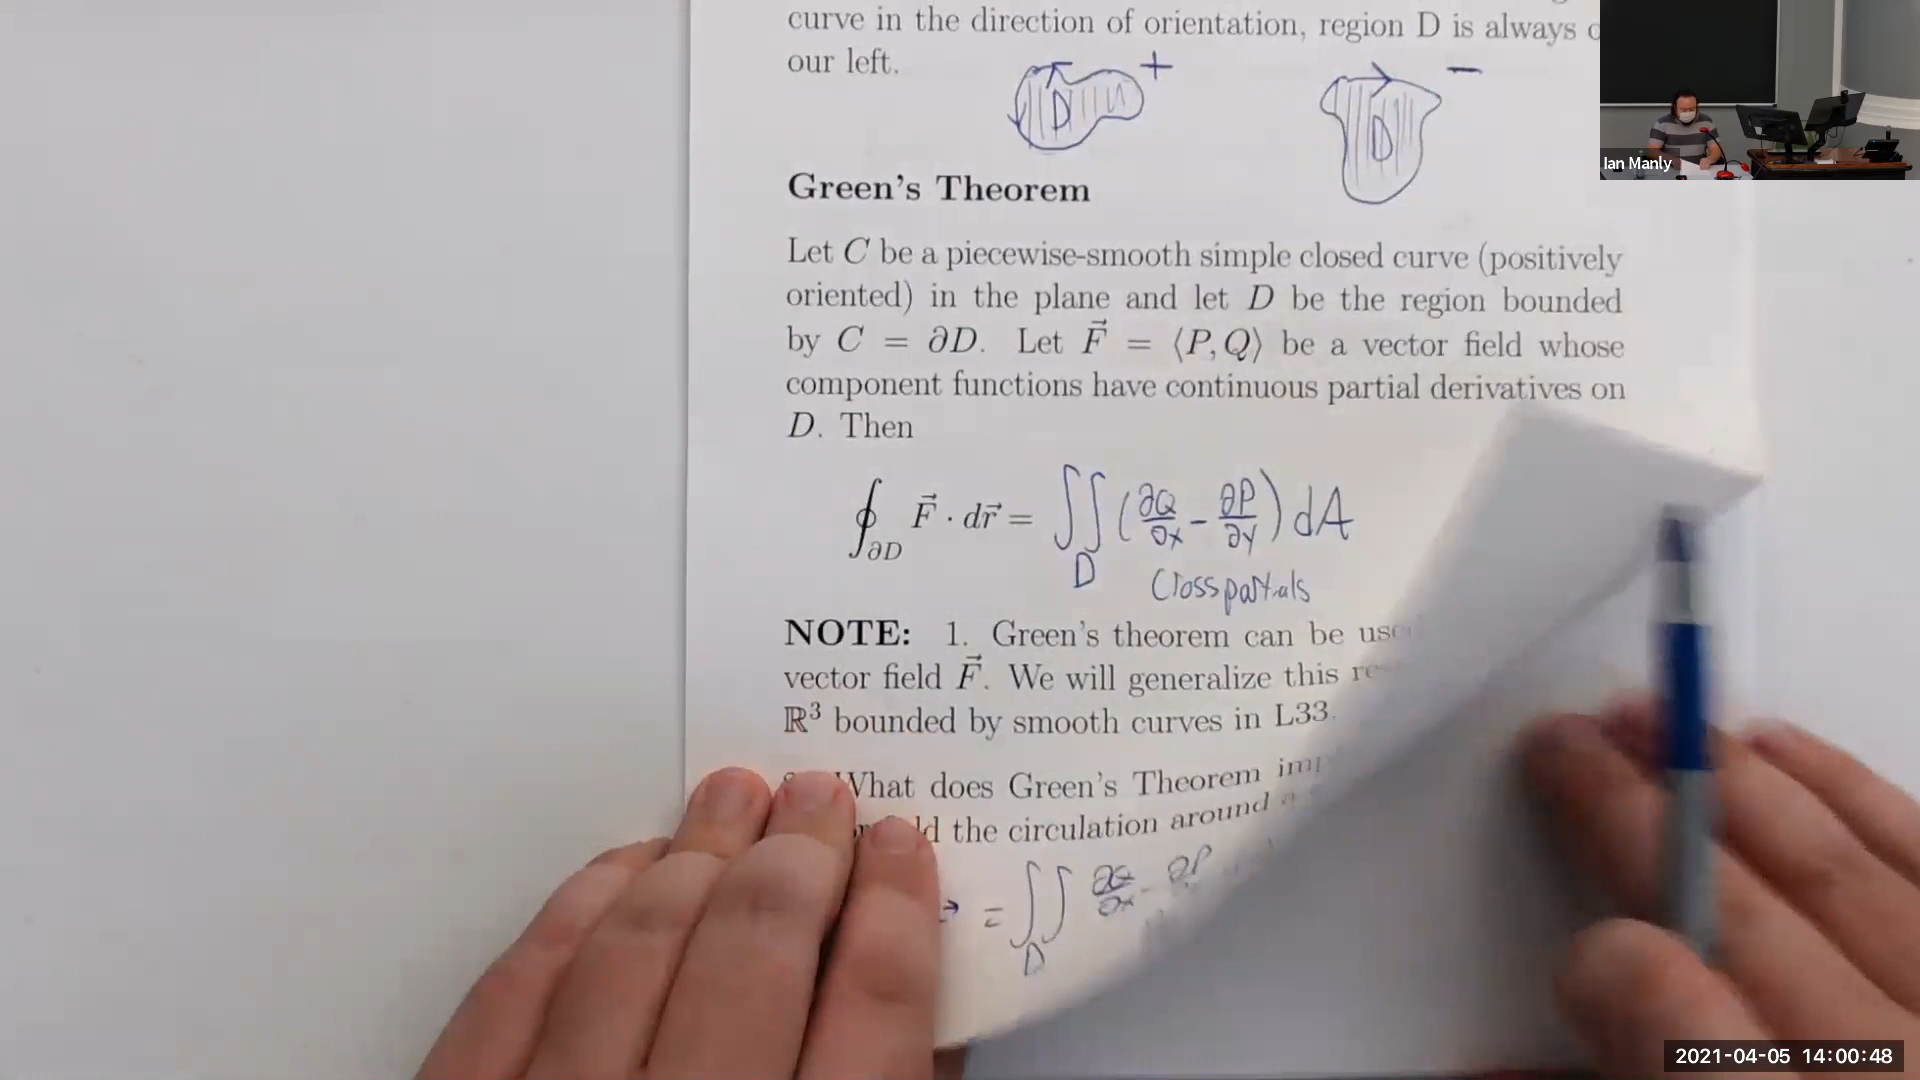 curve in the direction of orientation, region D is always
our left.
D +
D −
Green's Theorem
Let C be a piecewise-smooth simple closed curve (positively
oriented) in the plane and let D be the region bounded
by C = ∂D. Let F⃗ = ⟨P, Q⟩ be a vector field whose
component functions have continuous partial derivatives on
D. Then
∮_∂D F⃗ · dr⃗ = ∬_D (∂Q/∂x - ∂P/∂y) dA
Cross partials
NOTE: 1. Green's theorem can be
vector field F⃗. We will generalize this
ℝ³ bounded by smooth curves in L33.
What does Green's Theorem
the circulation around a
= ∬_D ∂Q/∂x - ∂P
Ian Manly
2021-04-05 14:00:48